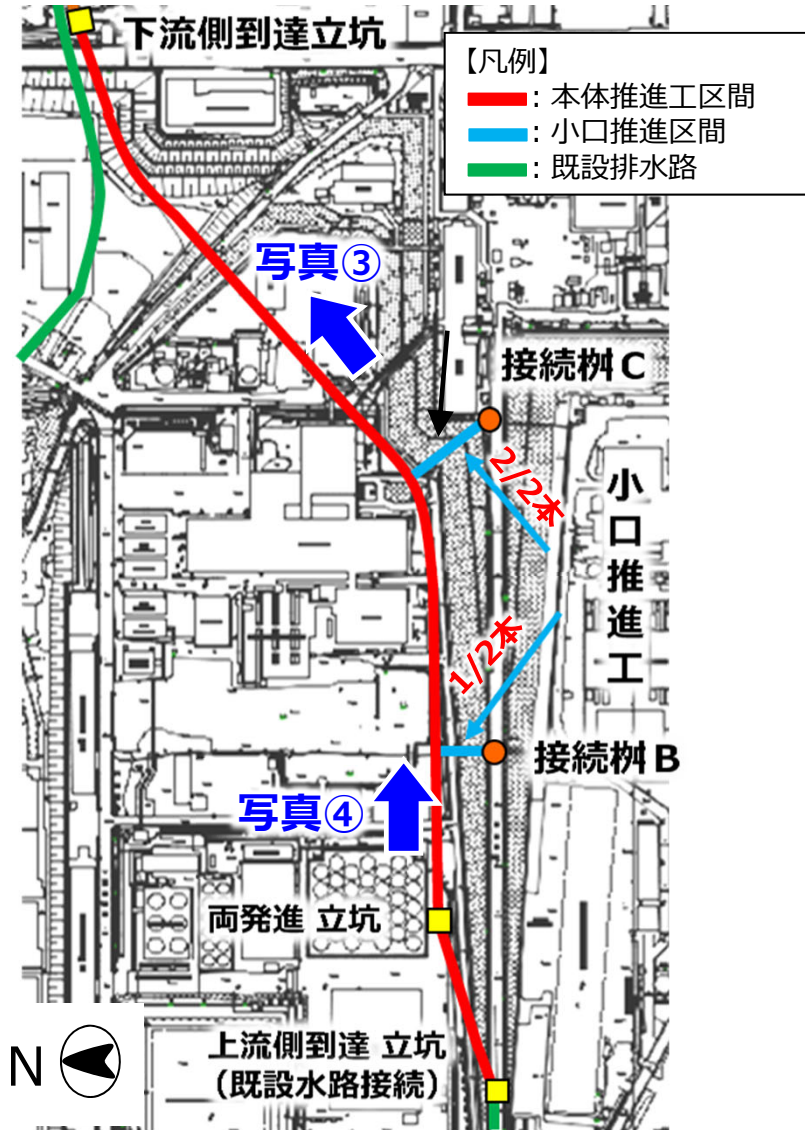 下流側到達立坑
【凡例】
：本体推進工区間
：小口推進区間
：既設排水路
写真③
接続桝C
2/2本
小口推進工
1/2本
接続桝B
写真④
両発進 立坑
N
上流側到達 立坑
（既設水路接続）